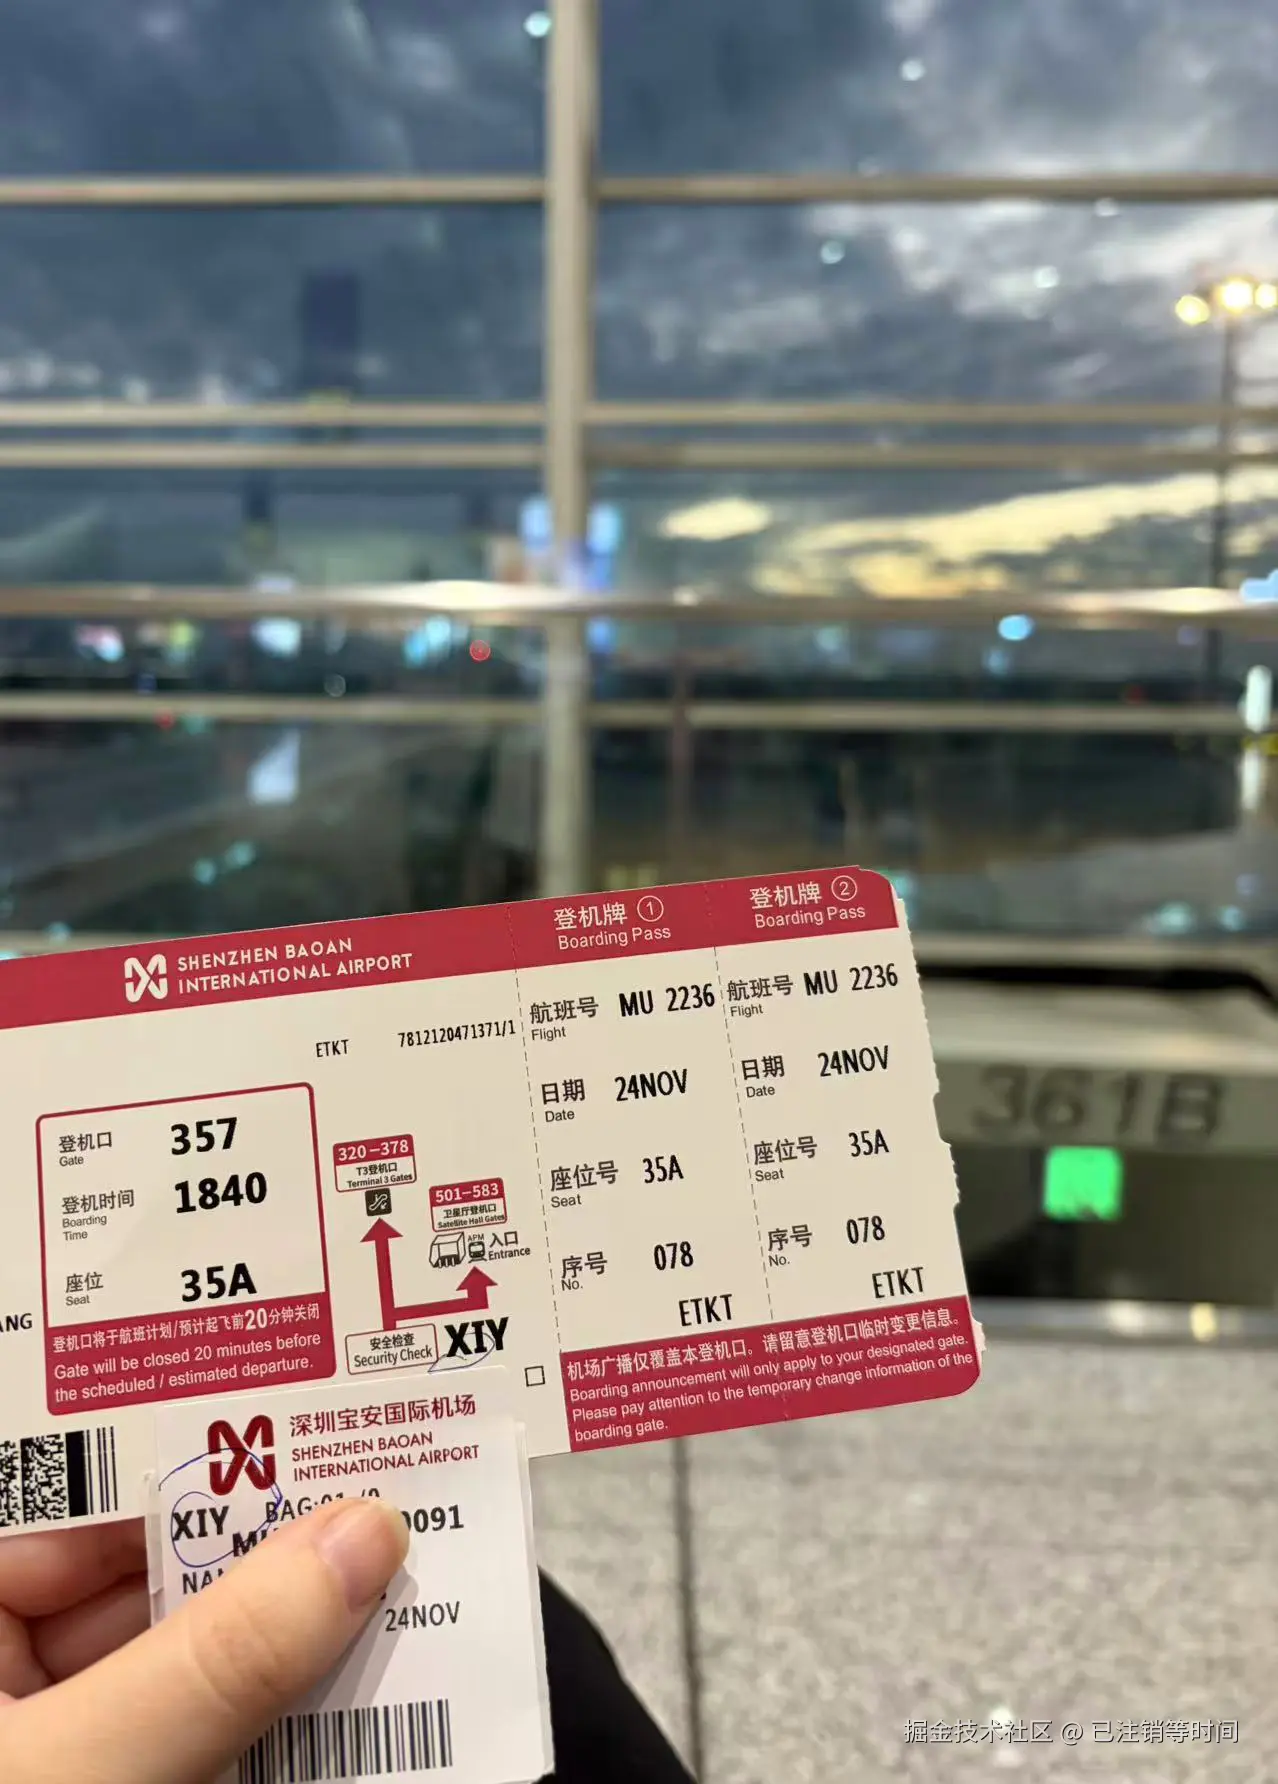 SHENZHEN BAOAN
INTERNATIONAL AIRPORT
ETKT 7812120471371/1
登机口 357
Gate
登机时间 1840
Boarding
Time
座位 35A
Seat
登机口将于航班计划/预计起飞前20分钟关闭
Gate will be closed 20 minutes before
the scheduled / estimated departure.
ANG
320-378
T3登机口
Terminal 3 Gates
501-583
卫星厅登机口
Satellite Hall Gates
APM
入口
Entrance
安全检查
Security Check
XIY
登机牌 ①
Boarding Pass
航班号 MU 2236
Flight
日期 24NOV
Date
座位号 35A
Seat
序号 078
No.
ETKT
登机牌 ②
Boarding Pass
航班号 MU 2236
Flight
日期 24NOV
Date
座位号 35A
Seat
序号 078
No.
ETKT
机场广播仅覆盖本登机口。请留意登机口临时变更信息。
Boarding announcement will only apply to your designated gate.
Please pay attention to the temporary change information of the
boarding gate.
深圳宝安国际机场
SHENZHEN BAOAN
INTERNATIONAL AIRPORT
XIY BAG:01 /0
0091
24NOV
361B
掘金技术社区 @ 已注销等时间